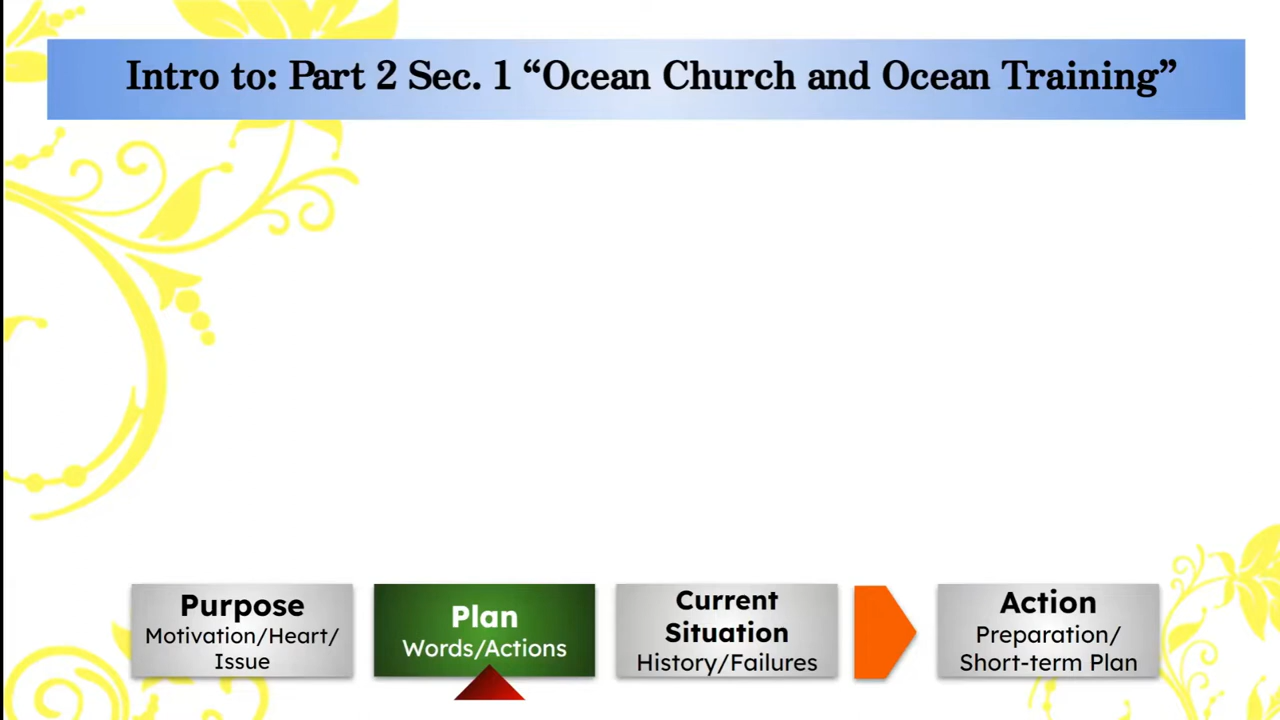 Intro to: Part 2 Sec. 1 “Ocean Church and Ocean Training”
Purpose
Motivation/Heart/
Issue
Plan
Words/Actions
Current
Situation
History/Failures
Action
Preparation/
Short-term Plan